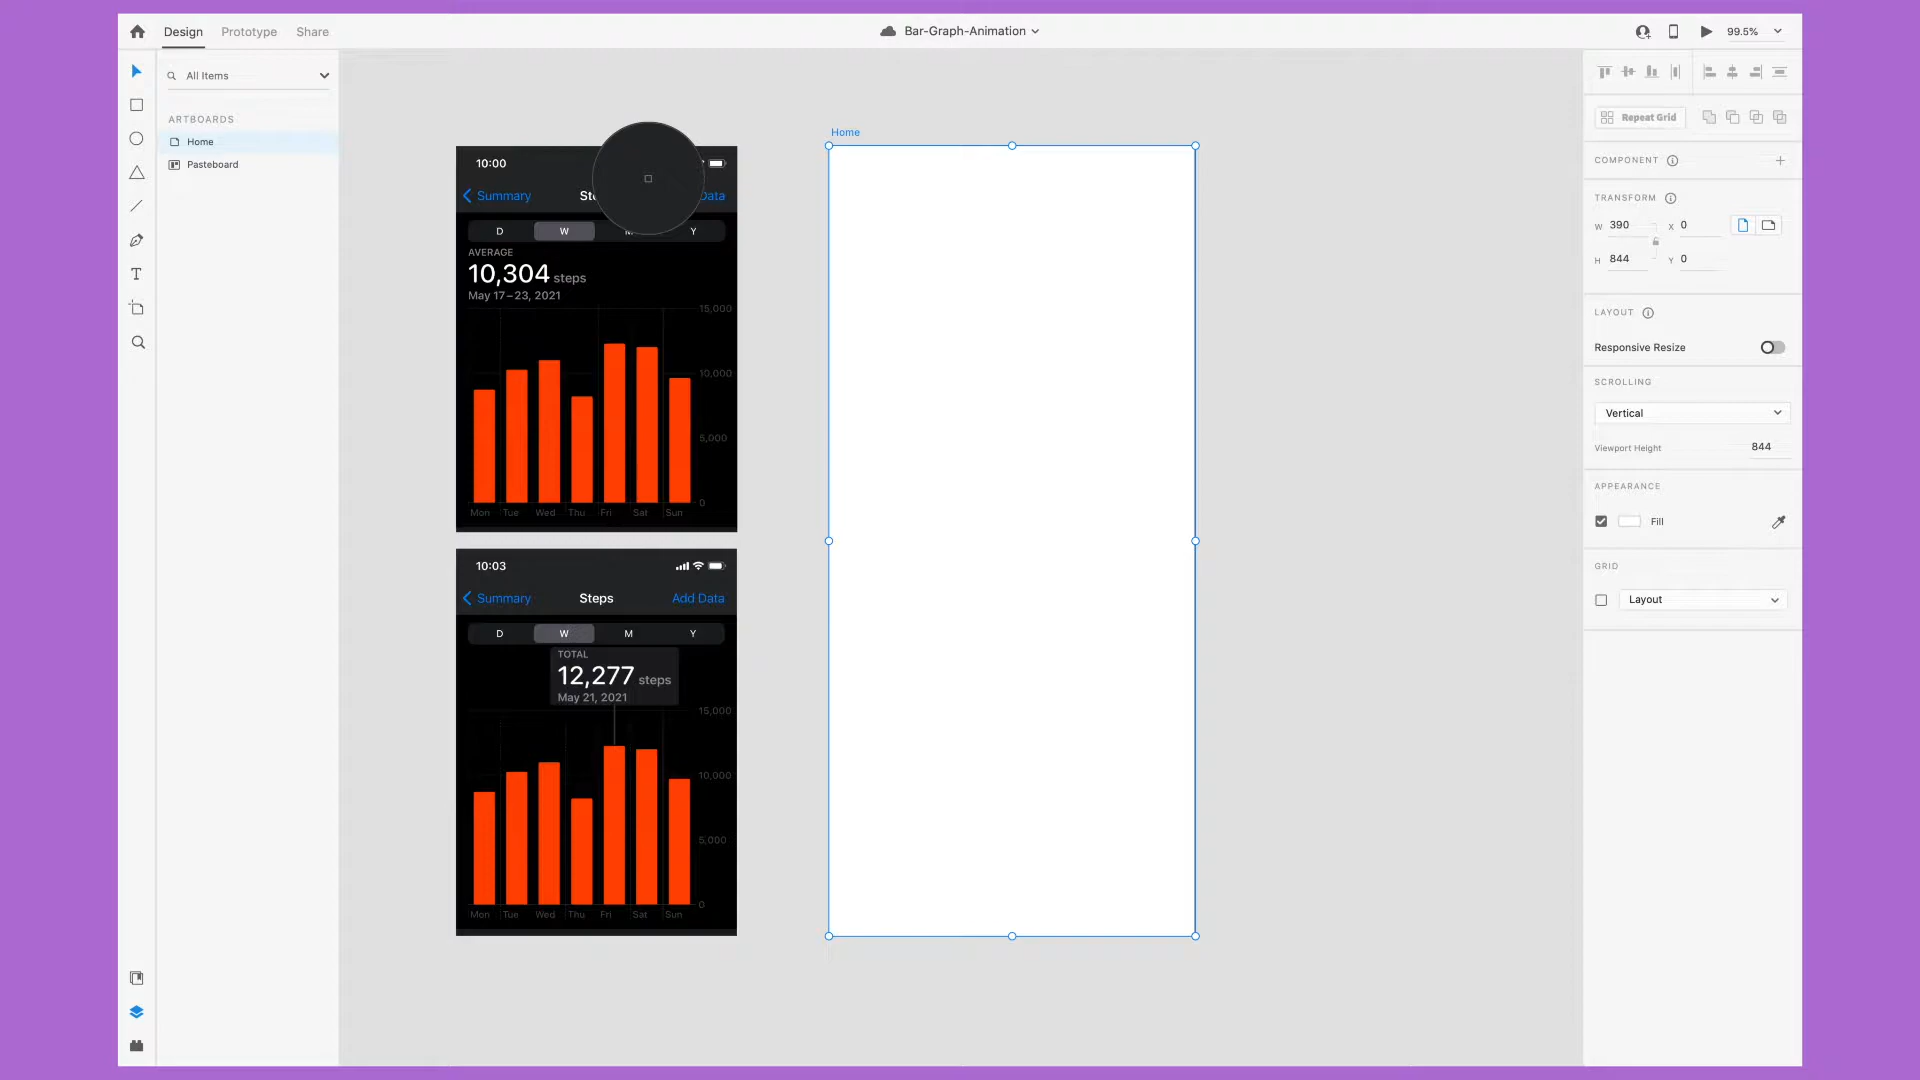 Design Prototype Share
Bar-Graph-Animation
99.5%
All Items
ARTBOARDS
Home
Pasteboard
10:00
Summary
AVERAGE
D W Y
10,304 steps
May 17–23, 2021
15,000
10,000
5,000
0
Mon Tue Wed Thu Fri Sat Sun
10:03
Summary Steps Add Data
D W M Y
TOTAL
12,277 steps
May 21, 2021
15,000
10,000
5,000
0
Mon Tue Wed Thu Fri Sat Sun
Home
Repeat Grid
COMPONENT
TRANSFORM
W 390 X 0
H 844 Y 0
LAYOUT
Responsive Resize
SCROLLING
Vertical
Viewport Height 844
APPEARANCE
Fill
GRID
Layout